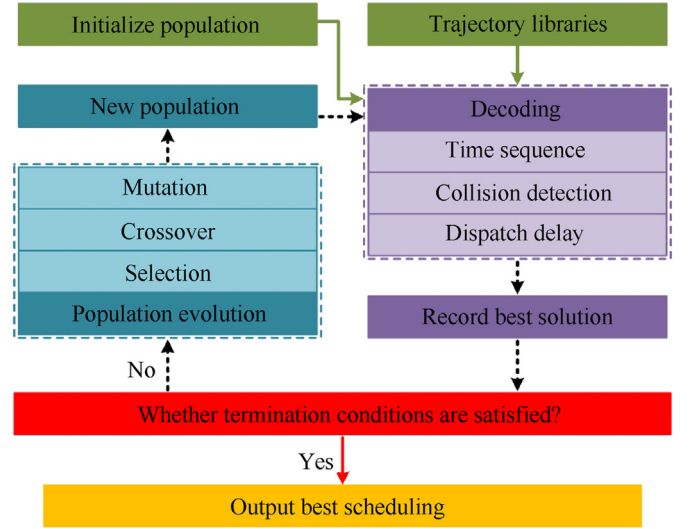 Initialize population
Trajectory libraries
New population
Decoding
Time sequence
Collision detection
Dispatch delay
Mutation
Crossover
Selection
Population evolution
Record best solution
No
Whether termination conditions are satisfied?
Yes
Output best scheduling